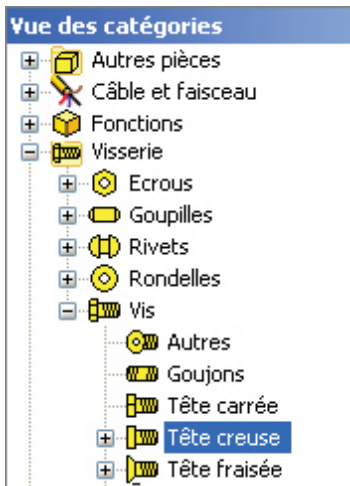 Vue des catégories
Autres pièces
Câble et faisceau
Fonctions
Visserie
Ecrous
Goupilles
Rivets
Rondelles
Vis
Autres
Goujons
Tête carrée
Tête creuse
Tête fraisée